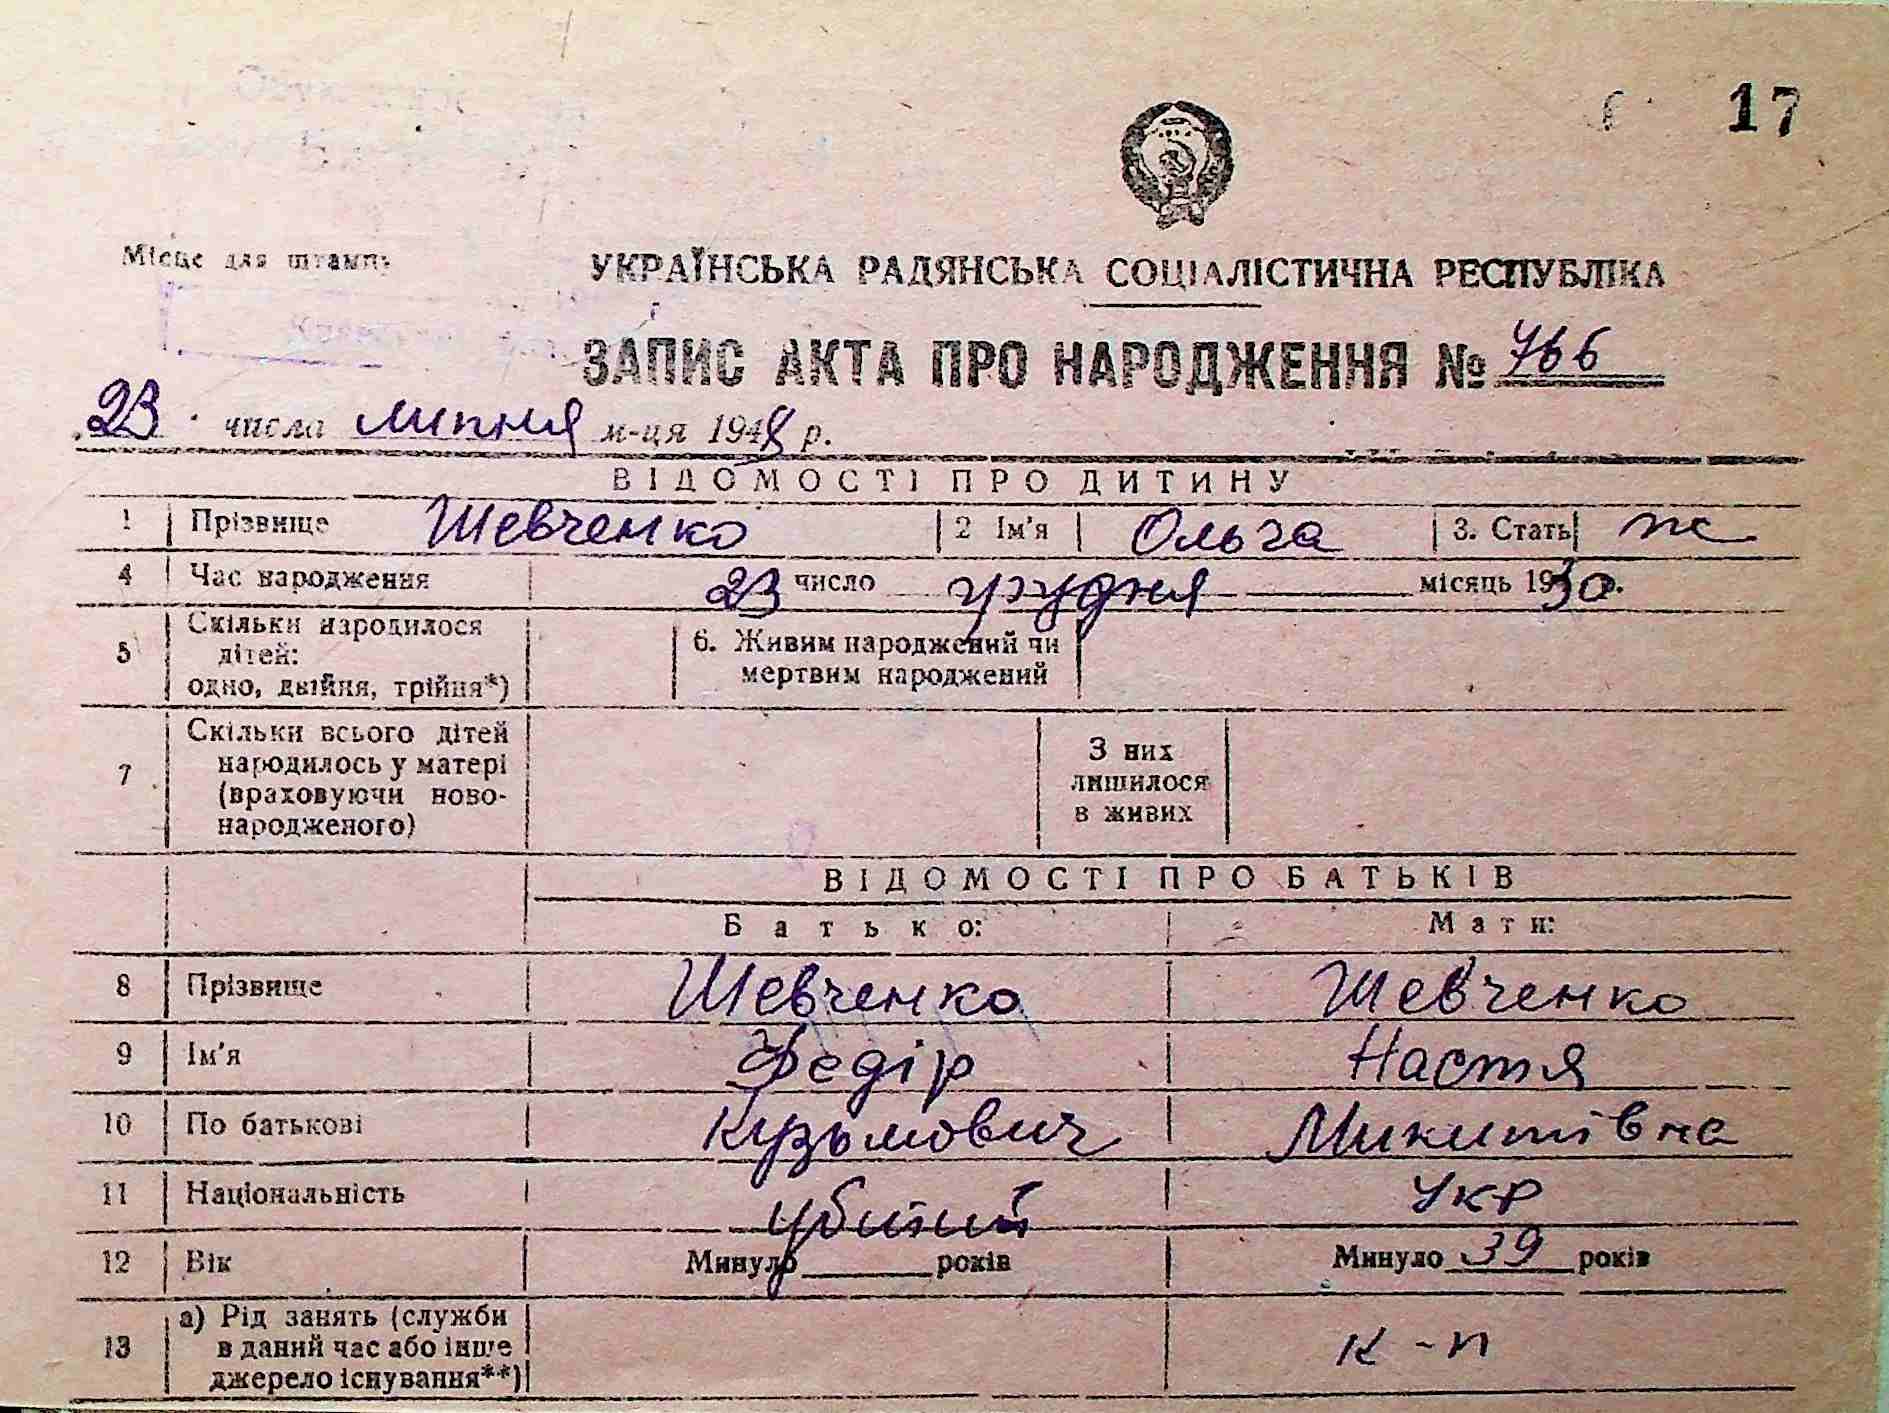 17
Місце для штампу
УКРАЇНСЬКА РАДЯНСЬКА СОЦІАЛІСТИЧНА РЕСПУБЛІКА
ЗАПИС АКТА ПРО НАРОДЖЕННЯ № 766
23 числа липня м-ця 1948 р.
ВІДОМОСТІ ПРО ДИТИНУ
1 Прізвище Шевченко 2 Ім'я Ольга 3. Стать ж
4 Час народження 23 число грудня місяць 1930 р.
5 Скільки народилося дітей: одно, двійня, трійня*) 6. Живим народжений чи мертвим народжений
7 Скільки всього дітей народилось у матері (враховуючи ново-народженого) З них лишилося в живих
ВІДОМОСТІ ПРО БАТЬКІВ
Батько: Мати:
8 Прізвище Шевченко Шевченко
9 Ім'я Федір Настя
10 По батькові Кузьмович Микитівна
11 Національність убитий Укр
12 Вік Минуло років Минуло 39 років
13 а) Рід занять (служби в даний час або інше джерело існування**) к-п